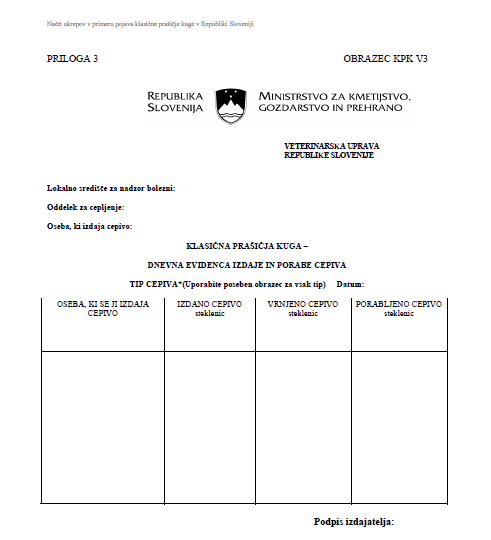 Načrt ukrepov v primeru pojava klasične prašičje kuge v Republiki Sloveniji
PRILOGA 3 OBRAZEC KPK V3
REPUBLIKA SLOVENIJA
MINISTRSTVO ZA KMETIJSTVO, GOZDARSTVO IN PREHRANO
VETERINARSKA UPRAVA
REPUBLIKE SLOVENIJE
Lokalno središče za nadzor bolezni:
Oddelek za cepljenje:
Oseba, ki izdaja cepivo:
KLASIČNA PRAŠIČJA KUGA –
DNEVNA EVIDENCA IZDAJE IN PORABE CEPIVA
TIP CEPIVA*(Uporabite poseben obrazec za vsak tip) Datum:
OSEBA, KI SE JI IZDAJA CEPIVO
IZDANO CEPIVO steklenic
VRNJENO CEPIVO steklenic
PORABLJENO CEPIVO steklenic
Podpis izdajatelja: